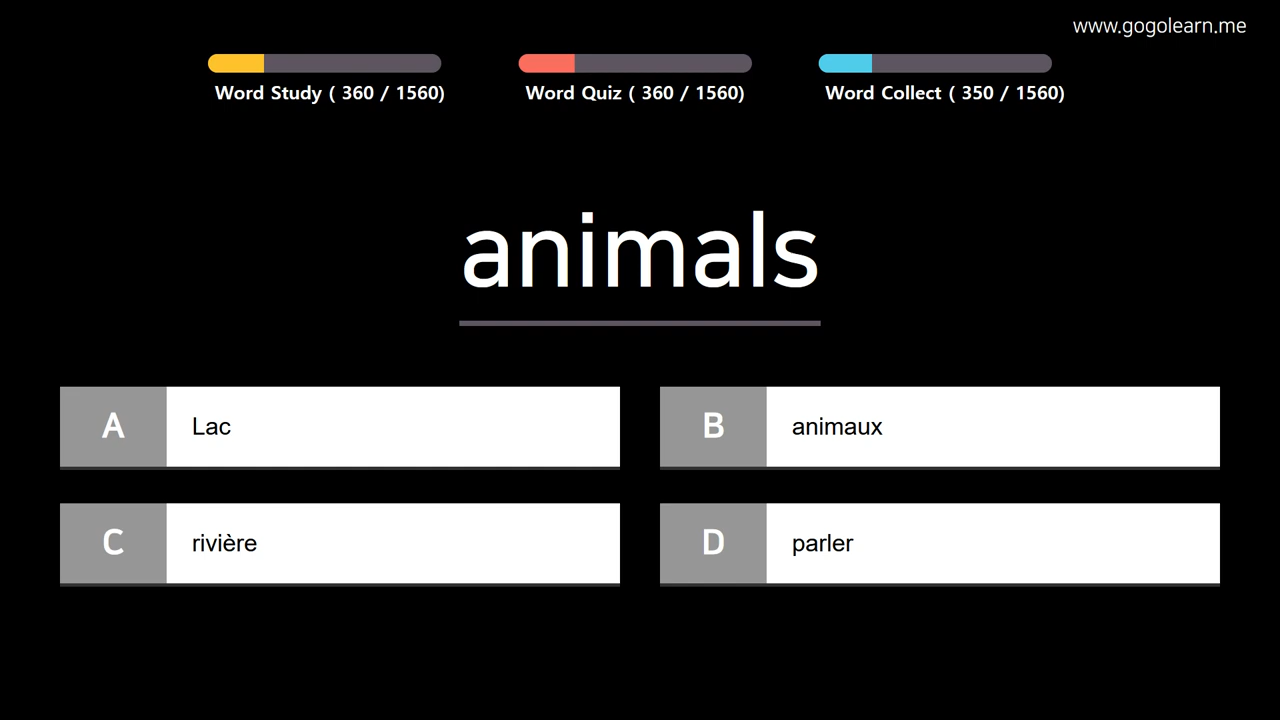 www.gogolearn.me
Word Study ( 360 / 1560)
Word Quiz ( 360 / 1560)
Word Collect ( 350 / 1560)
animals
A Lac
B animaux
C rivière
D parler